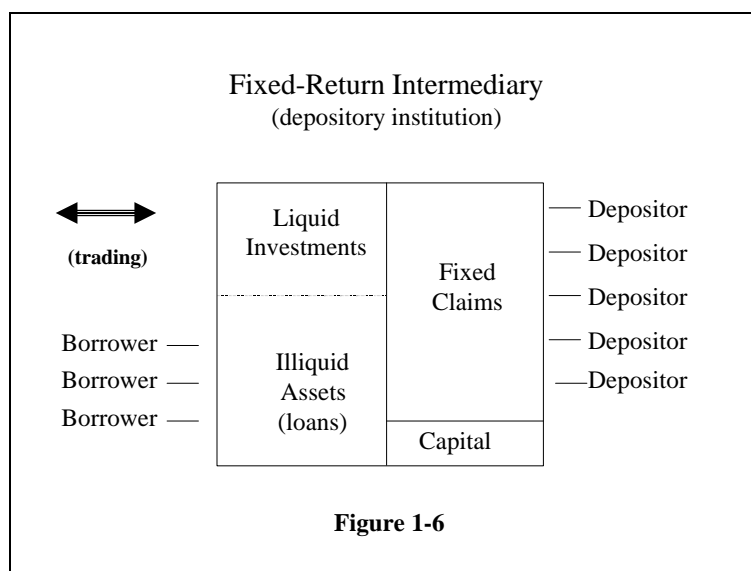 Fixed-Return Intermediary
(depository institution)
(trading)
Liquid
Investments
Fixed
Claims
Depositor
Depositor
Depositor
Depositor
Depositor
Borrower
Borrower
Borrower
Illiquid
Assets
(loans)
Capital
Figure 1-6